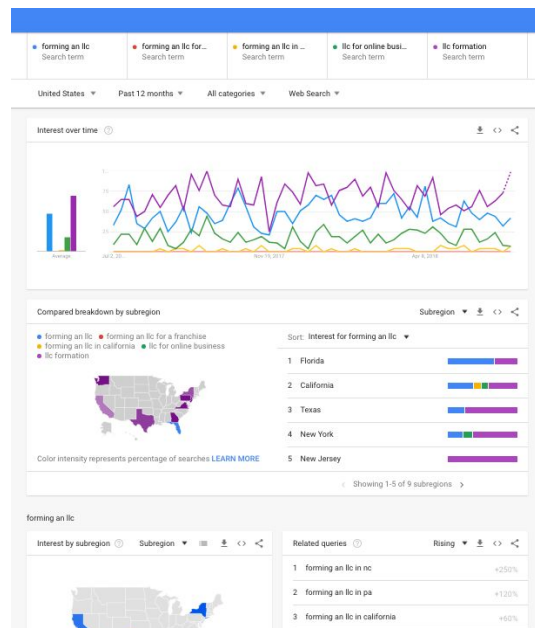 forming an llc
Search term
forming an llc for...
Search term
forming an llc in ...
Search term
llc for online busi...
Search term
llc formation
Search term
United States
Past 12 months
All categories
Web Search
Interest over time
1...
75
50
25
Average
Jul 2, 20...
Nov 19, 2017
Apr 8, 2018
Compared breakdown by subregion
Subregion
forming an llc
forming an llc for a franchise
forming an llc in california
llc for online business
llc formation
Color intensity represents percentage of searches LEARN MORE
Sort: Interest for forming an llc
1 Florida
2 California
3 Texas
4 New York
5 New Jersey
Showing 1-5 of 9 subregions
forming an llc
Interest by subregion
Subregion
Related queries
Rising
1 forming an llc in nc +250%
2 forming an llc in pa +120%
3 forming an llc in california +60%